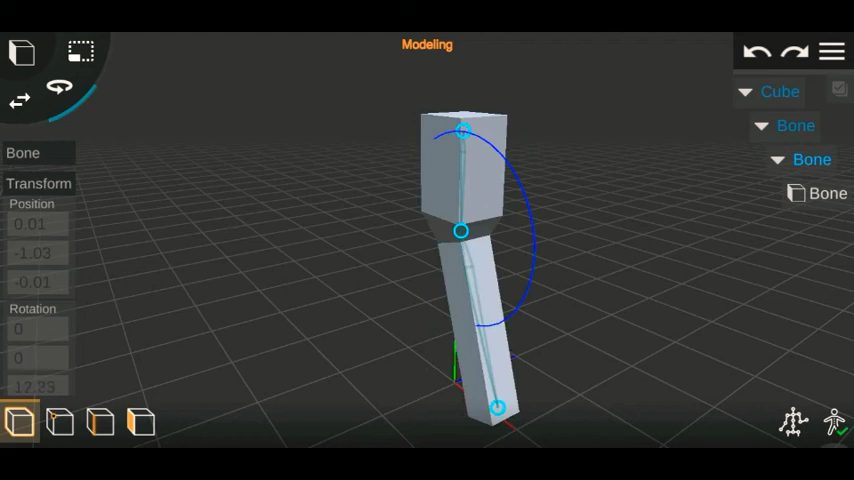 Modeling
Cube
Bone
Bone
Bone
Bone
Transform
Position
0.01
-1.03
-0.01
Rotation
0
0
12.23